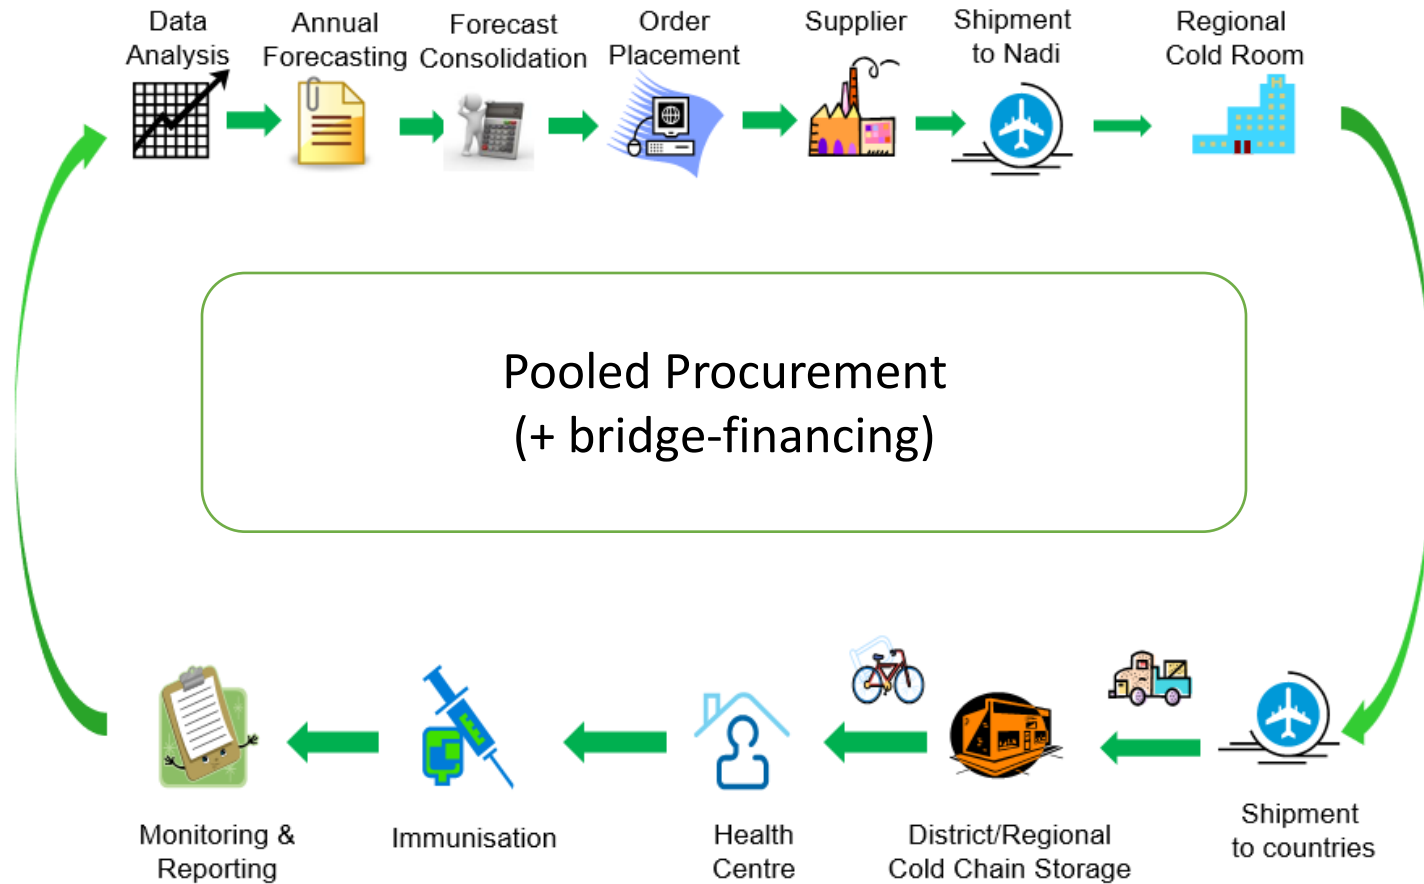 Data
Analysis
Annual
Forecasting
Forecast
Consolidation
Order
Placement
Supplier
Shipment
to Nadi
Regional
Cold Room
Pooled Procurement
(+ bridge-financing)
Monitoring &
Reporting
Immunisation
Health
Centre
District/Regional
Cold Chain Storage
Shipment
to countries